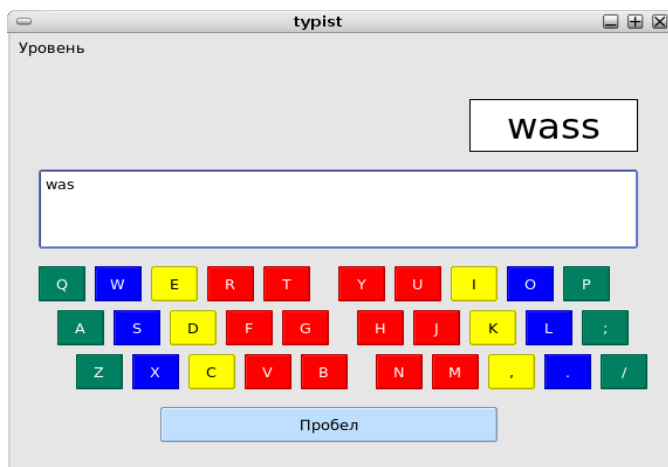 typist
Уровень
wass
was
Q W E R T Y U I O P
A S D F G H J K L ;
Z X C V B N M , . /
Пробел